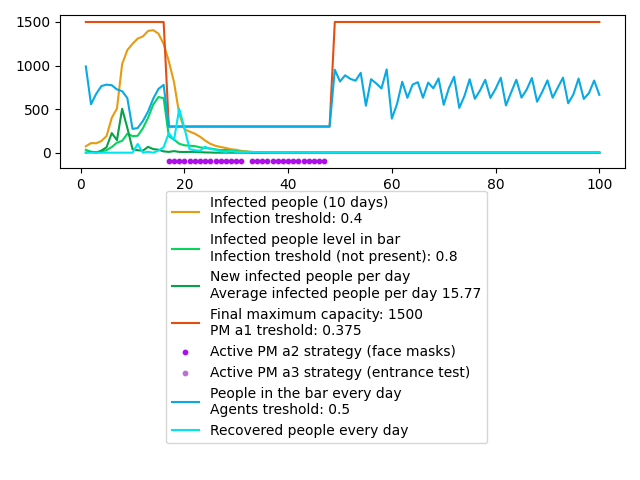 1500
1000
500
0
0
20
40
60
80
100
Infected people (10 days)
Infection treshold: 0.4
Infected people level in bar
Infection treshold (not present): 0.8
New infected people per day
Average infected people per day 15.77
Final maximum capacity: 1500
PM a1 treshold: 0.375
Active PM a2 strategy (face masks)
Active PM a3 strategy (entrance test)
People in the bar every day
Agents treshold: 0.5
Recovered people every day